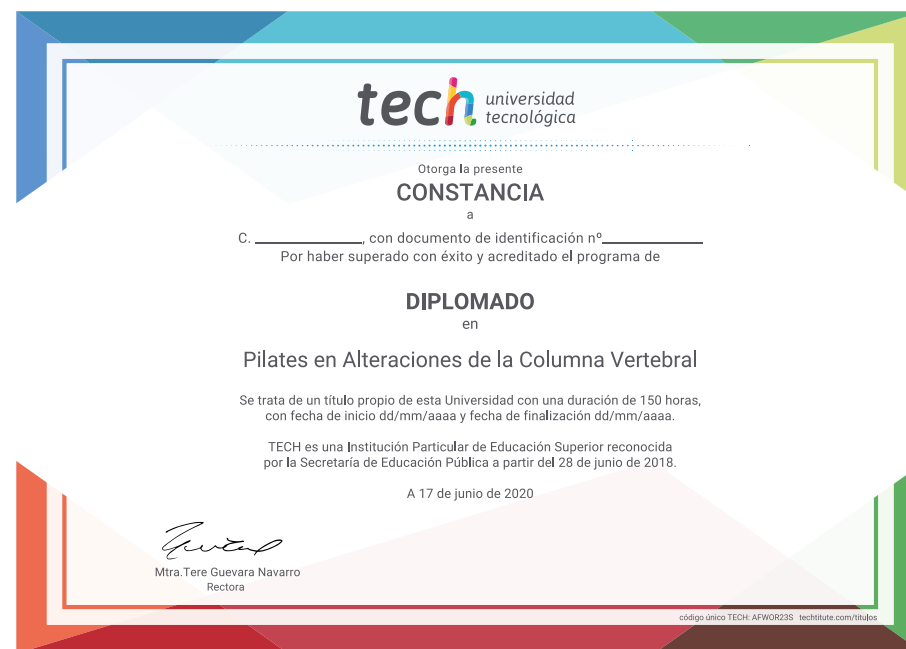 tech universidad
tecnológica
Otorga la presente
CONSTANCIA
a
C. ____________, con documento de identificación nº____________
Por haber superado con éxito y acreditado el programa de
DIPLOMADO
en
Pilates en Alteraciones de la Columna Vertebral
Se trata de un título propio de esta Universidad con una duración de 150 horas,
con fecha de inicio dd/mm/aaaa y fecha de finalización dd/mm/aaaa.
TECH es una Institución Particular de Educación Superior reconocida
por la Secretaría de Educación Pública a partir del 28 de junio de 2018.
A 17 de junio de 2020
Mtra.Tere Guevara Navarro
Rectora
código único TECH: AFWOR23S techtitute.com/titulos